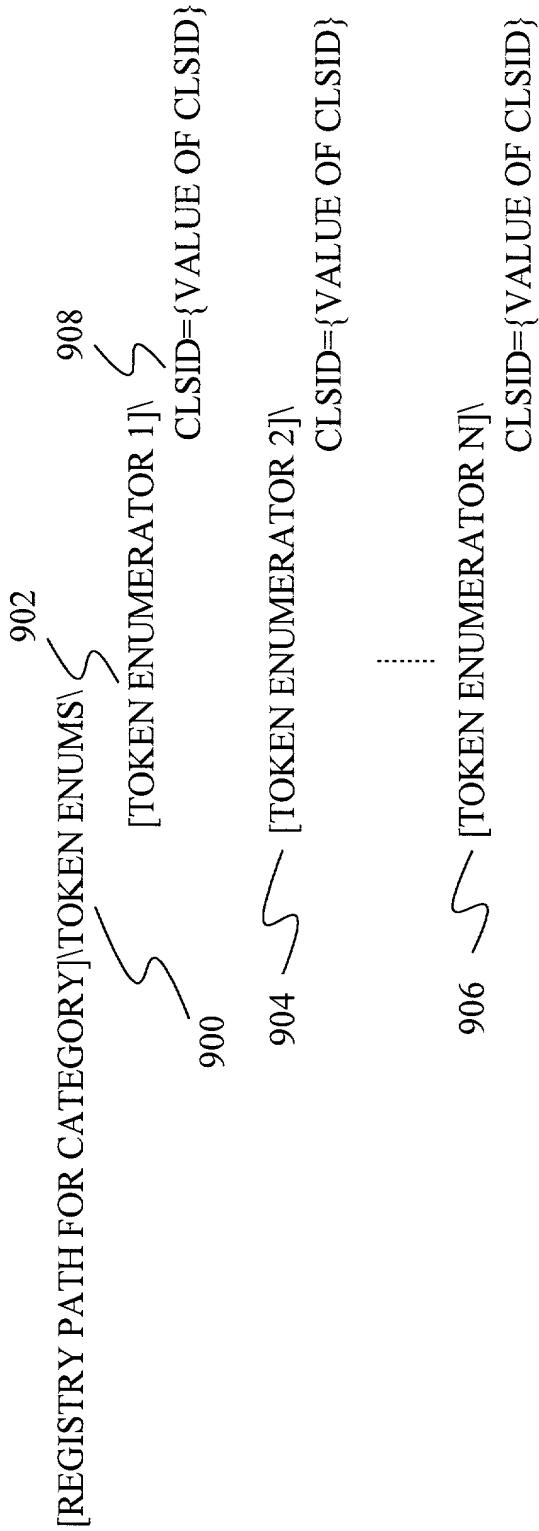 902
[REGISTRY PATH FOR CATEGORY]\TOKEN ENUMS\
908
[TOKEN ENUMERATOR 1]\
CLSID={VALUE OF CLSID}
900
904
[TOKEN ENUMERATOR 2]\
CLSID={VALUE OF CLSID}
906
[TOKEN ENUMERATOR N]\
CLSID={VALUE OF CLSID}